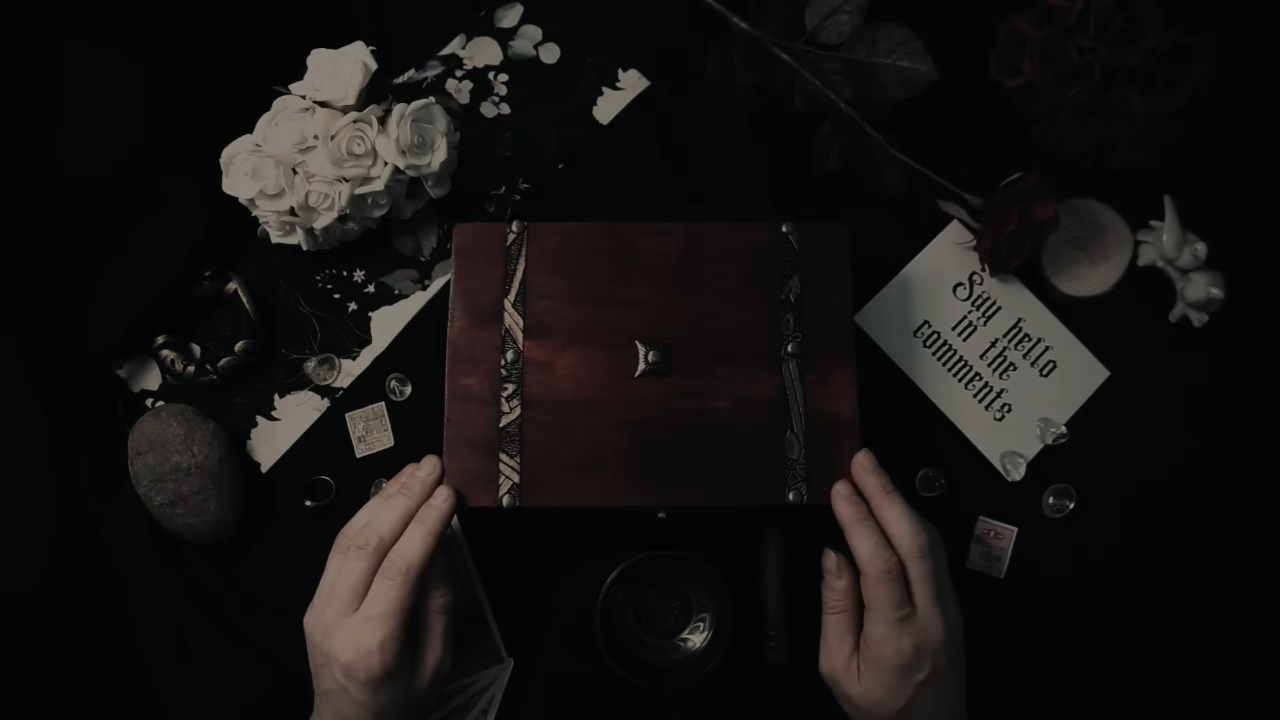 Say hello
in the
comments